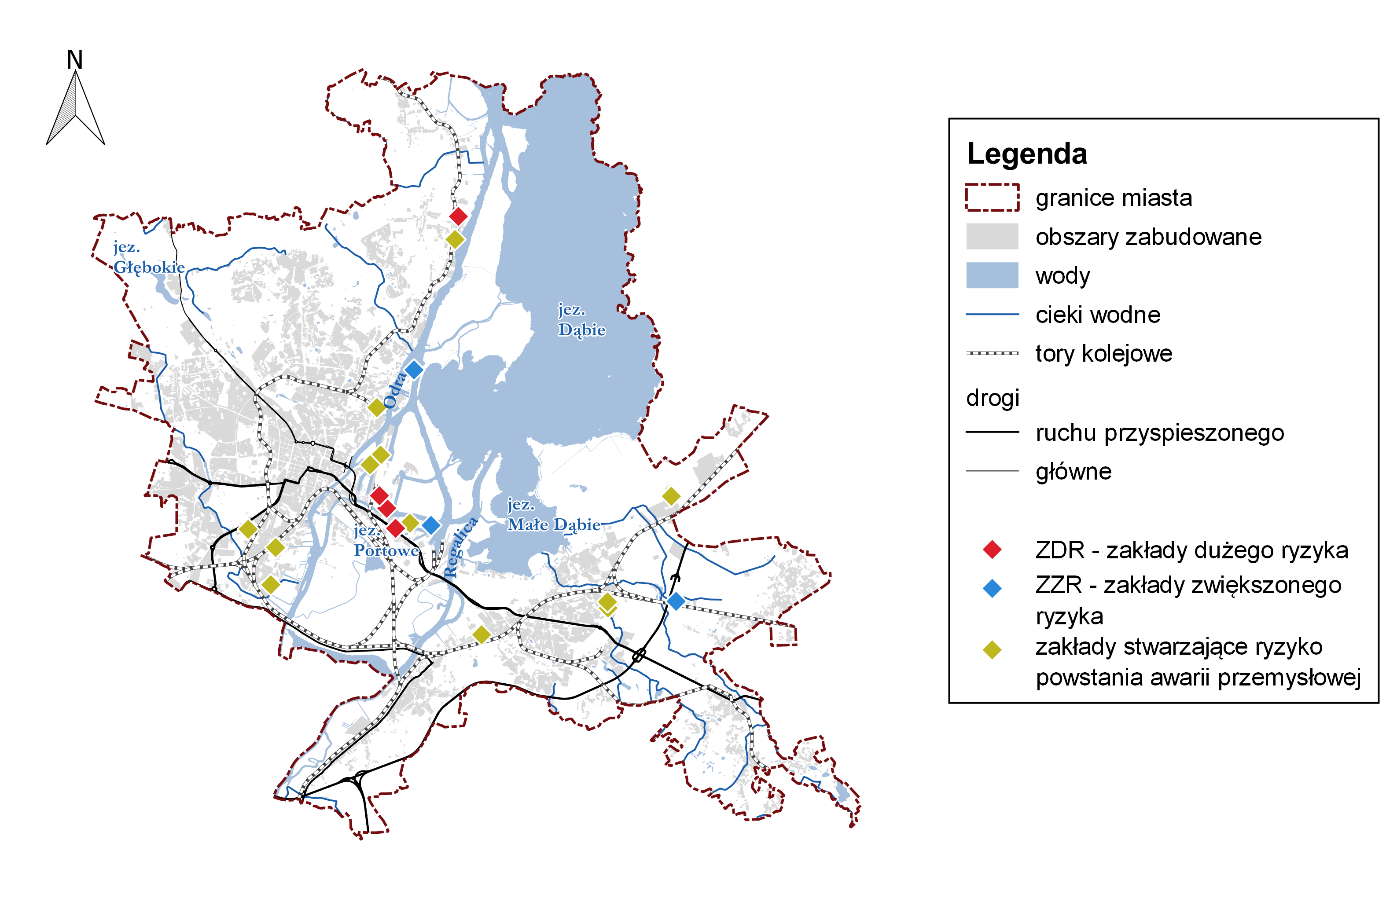 N
jez.
Głębokie
jez.
Dąbie
Odra
jez.
Małe Dąbie
jez.
Portowe
Regalica
Legenda
granice miasta
obszary zabudowane
wody
cieki wodne
tory kolejowe
drogi
ruchu przyspieszonego
główne
ZDR - zakłady dużego ryzyka
ZZR - zakłady zwiększonego
ryzyka
zakłady stwarzające ryzyko
powstania awarii przemysłowej